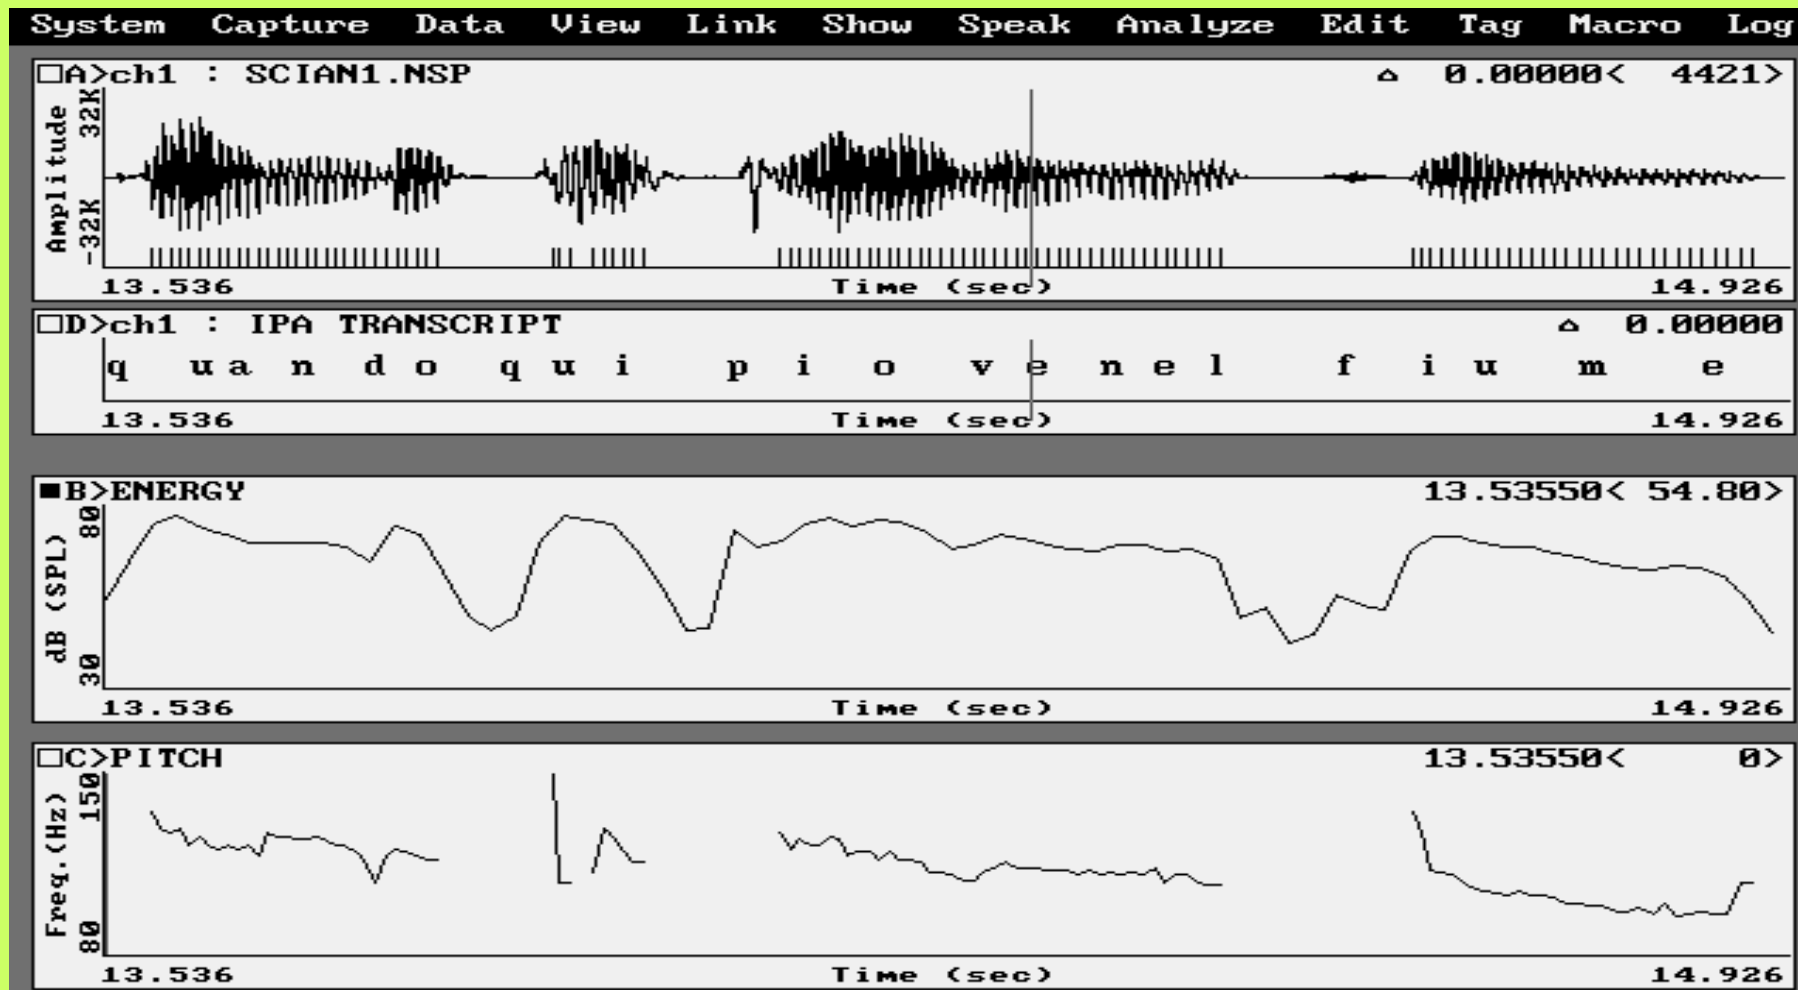 System Capture Data View Link Show Speak Analyze Edit Tag Macro Log
□A>ch1 : SCIAN1.NSP △ 0.00000< 4421>
Amplitude
-32K 32K
13.536 Time (sec) 14.926
□D>ch1 : IPA TRANSCRIPT △ 0.00000
q u a n d o q u i p i o v e n e l f i u m e
13.536 Time (sec) 14.926
■B>ENERGY 13.53550< 54.80>
dB (SPL)
30 80
13.536 Time (sec) 14.926
□C>PITCH 13.53550< 0>
Freq.(Hz)
80 150
13.536 Time (sec) 14.926